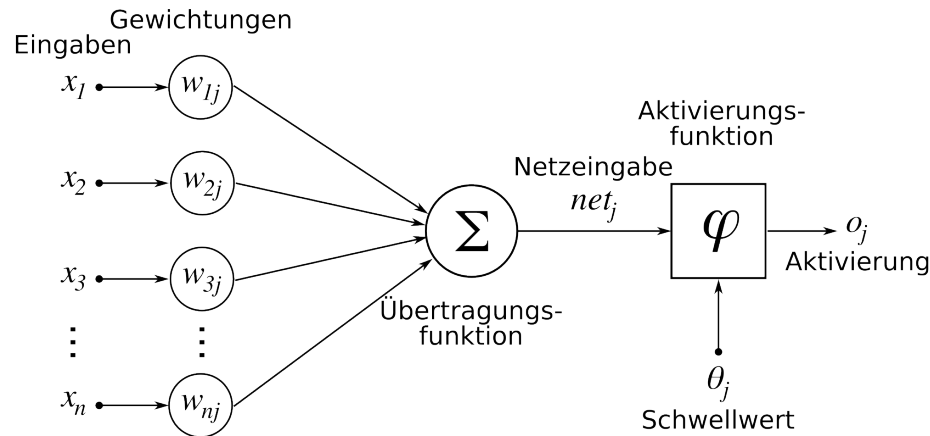 Gewichtungen
Eingaben
x1
w1j
x2
w2j
x3
w3j
xn
wnj
Σ
Übertragungs-
funktion
Netzeingabe
netj
Aktivierungs-
funktion
φ
oj
Aktivierung
θj
Schwellwert